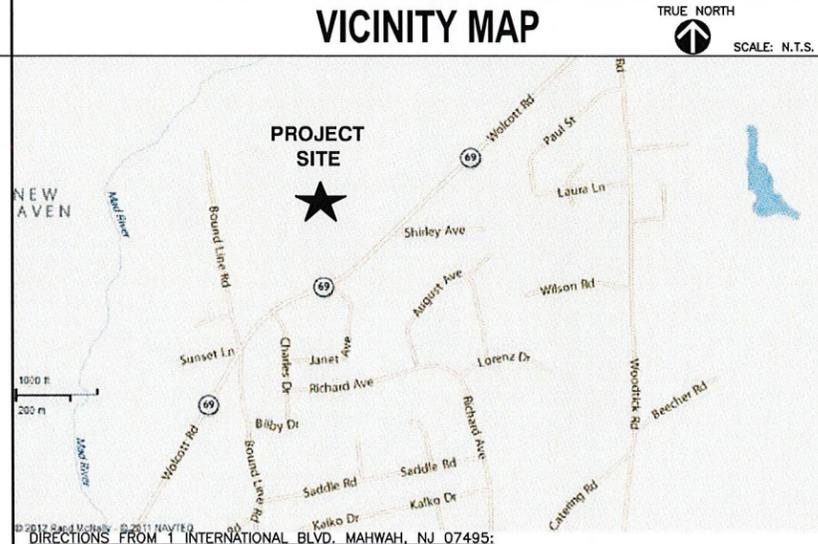 VICINITY MAP
TRUE NORTH
SCALE: N.T.S.
PROJECT
SITE
NEW
AVEN
Mad River
Bound Line Rd
69
Wolcott Rd
Paul St
Rd
Laura Ln
Shirley Ave
69
August Ave
Wilson Rd
Sunset Ln
Charles Dr
Janet
Ave
Richard Ave
Lorenz Dr
Woodtick Rd
Beecher Rd
1000 ft
200 m
69
Bilby Dr
Richard Ave
Wolcott Rd
Mad River
Bound Line Rd
Saddle Rd
Saddle Rd
Kalko Dr
Kalko Dr
Catering Rd
Rd
© 2012 Rand McNally - © 2011 NAVTEQ
DIRECTIONS FROM 1 INTERNATIONAL BLVD. MAHWAH, NJ 07495: